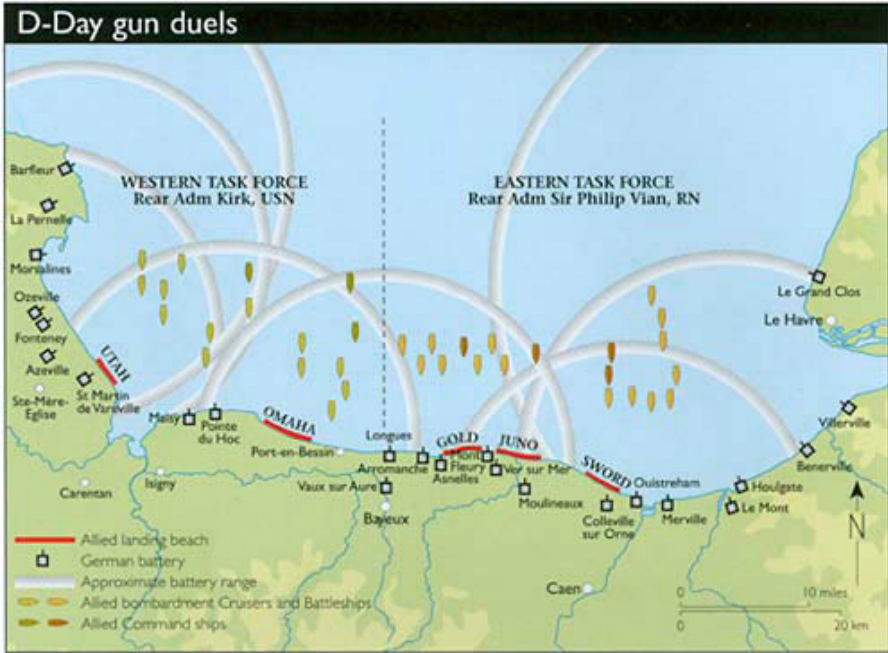 D-Day gun duels
WESTERN TASK FORCE
Rear Adm Kirk, USN
EASTERN TASK FORCE
Rear Adm Sir Philip Vian, RN
Barfleur
La Pernelle
Morsalines
Ozeville
Fonteney
Azeville
Ste-Mère-
Eglise
St Martin
de Vareville
UTAH
Maisy
Pointe
du Hoc
OMAHA
Port-en-Bessin
Longues
Arromanche
GOLD
Mont
Fleury
Asnelles
JUNO
Ver sur Mer
SWORD
Ouistreham
Le Grand Clos
Le Havre
Villerville
Benerville
Houlgate
Le Mont
Merville
Colleville
sur Orne
Moulineaux
Vaux sur Aure
Bayeux
Isigny
Carentan
Caen
N
Allied landing beach
German battery
Approximate battery range
Allied bombardment Cruisers and Battleships
Allied Command ships
0 10 miles
0 20 km